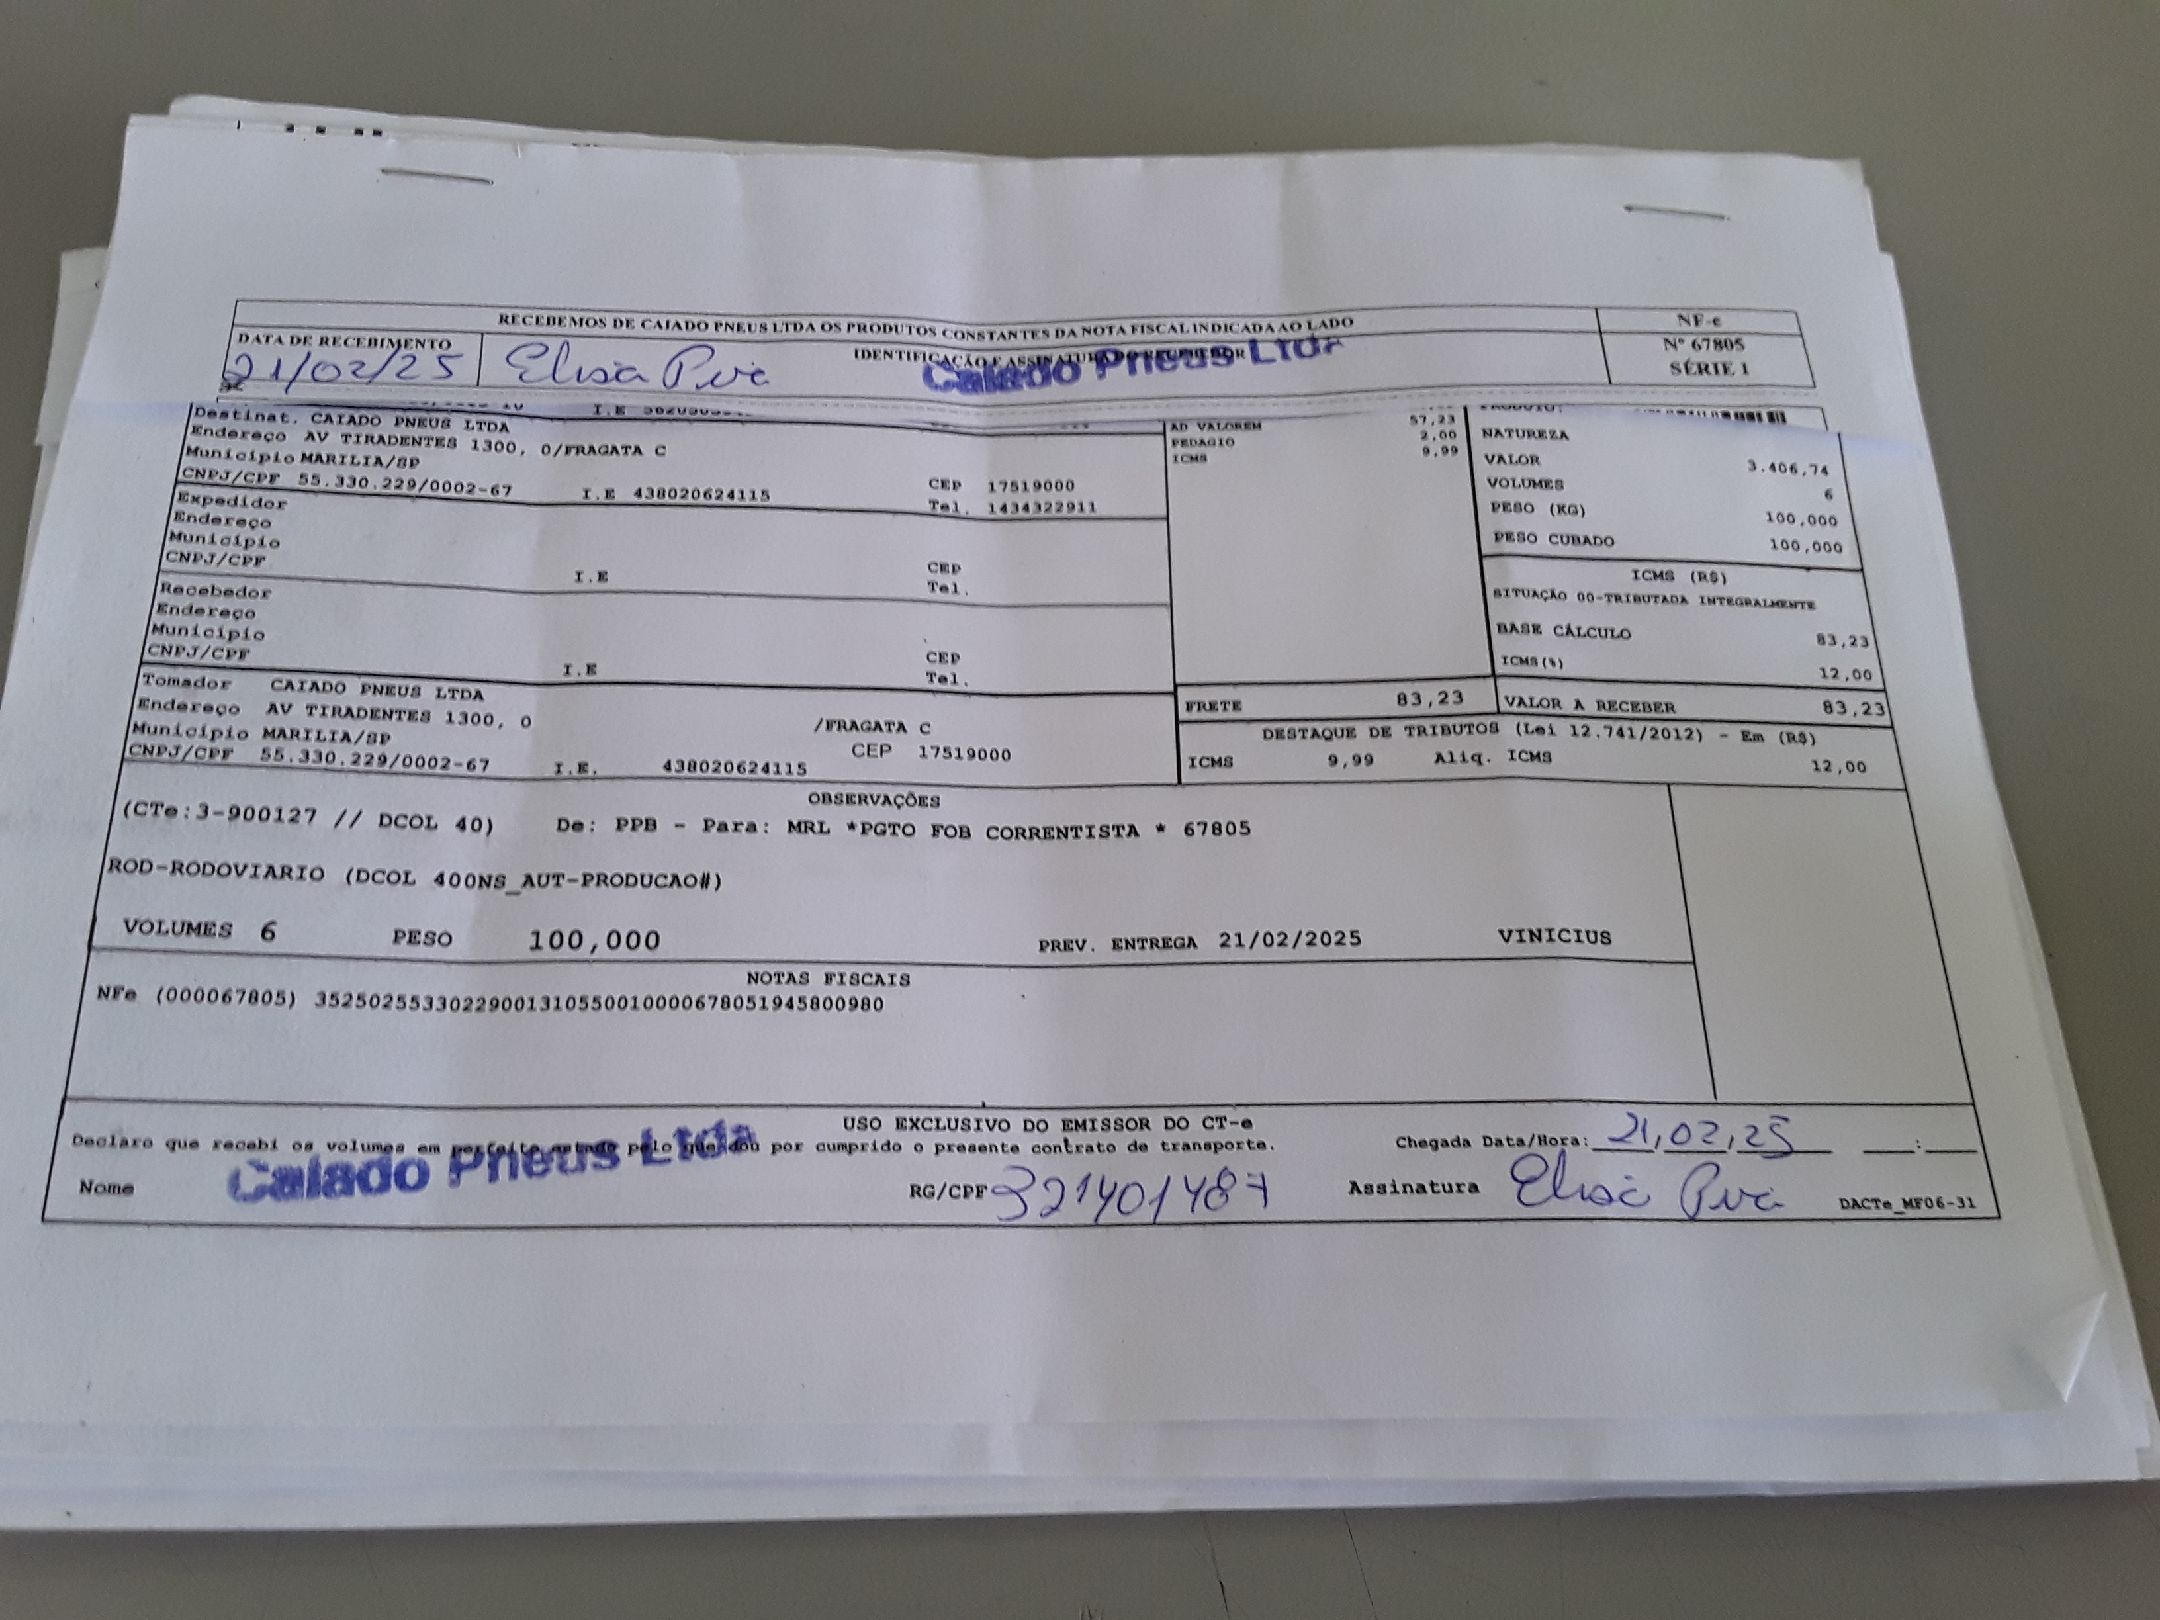 RECEBEMOS DE CAIADO PNEUS LTDA OS PRODUTOS CONSTANTES DA NOTA FISCAL INDICADA AO LADO
NF-e
Nº 67805
SÉRIE 1
DATA DE RECEBIMENTO
21/02/25
IDENTIFICAÇÃO E ASSINATURA DO RECEBEDOR
Elisa
Caiado Pneus Ltda
I.E
Destinat. CAIADO PNEUS LTDA
Endereço AV TIRADENTES 1300, 0/FRAGATA C
Município MARILIA/SP
CEP 17519000
CNPJ/CPF 55.330.229/0002-67 I.E 438020624115
Tel. 1434322911
Expedidor
Endereço
Município
CEP
CNPJ/CPF I.E Tel.
Recebedor
Endereço
Município
CEP
CNPJ/CPF I.E Tel.
Tomador CAIADO PNEUS LTDA
Endereço AV TIRADENTES 1300, 0 /FRAGATA C
Município MARILIA/SP CEP 17519000
CNPJ/CPF 55.330.229/0002-67 I.E. 438020624115
AD VALOREM 57,23
PEDAGIO 2,00
ICMS 9,99
FRETE 83,23
PRODUTO:
NATUREZA
VALOR 3.406,74
VOLUMES 6
PESO (KG) 100,000
PESO CUBADO 100,000
ICMS (R$)
SITUAÇÃO 00-TRIBUTADA INTEGRALMENTE
BASE CÁLCULO 83,23
ICMS(%) 12,00
VALOR A RECEBER 83,23
DESTAQUE DE TRIBUTOS (Lei 12.741/2012) - Em (R$)
ICMS 9,99 Aliq. ICMS 12,00
OBSERVAÇÕES
(CTe:3-900127 // DCOL 40) De: PPB - Para: MRL *PGTO FOB CORRENTISTA * 67805
ROD-RODOVIARIO (DCOL 400NS_AUT-PRODUCAO#)
VOLUMES 6 PESO 100,000 PREV. ENTREGA 21/02/2025 VINICIUS
NOTAS FISCAIS
NFe (000067805) 35250255330229001310550010000678051945800980
USO EXCLUSIVO DO EMISSOR DO CT-e
Declaro que recebi os volumes em perfeito estado pelo que dou por cumprido o presente contrato de transporte.
Chegada Data/Hora: 21/02/25 :
Caiado Pneus Ltda
Nome RG/CPF 321401487 Assinatura Elisa
DACTe_MF06-31